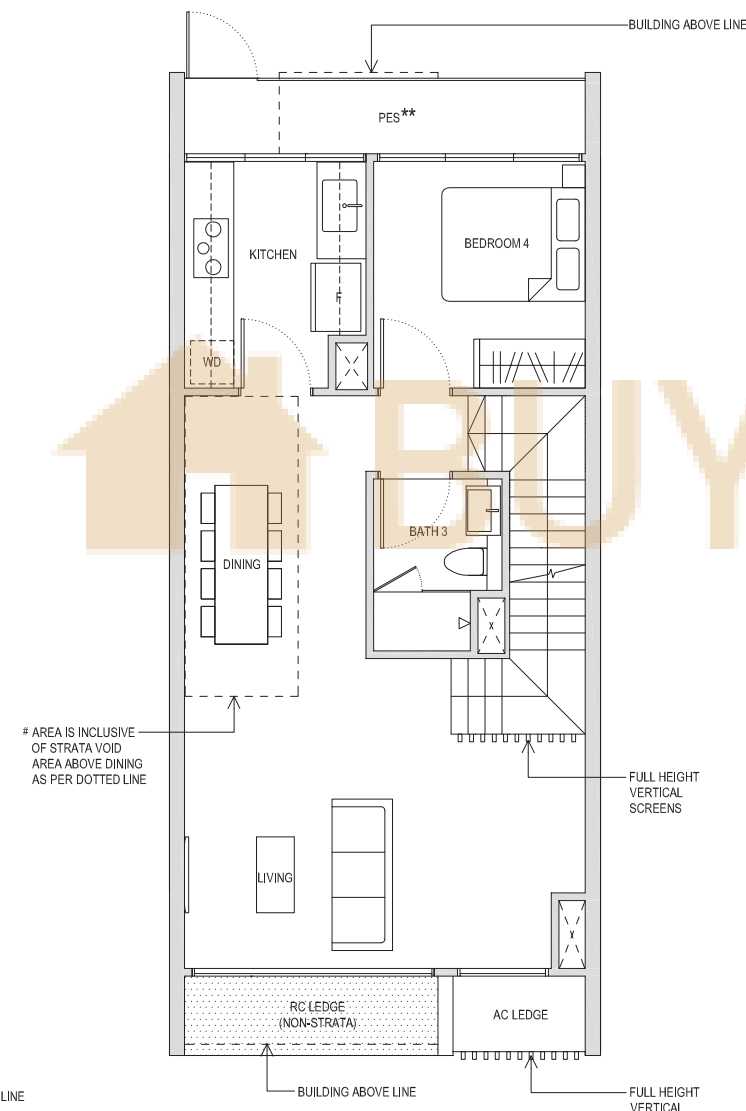 BUILDING ABOVE LINE
PES**
KITCHEN
BEDROOM 4
F
WD
BUY
BATH 3
DINING
# AREA IS INCLUSIVE
OF STRATA VOID
AREA ABOVE DINING
AS PER DOTTED LINE
FULL HEIGHT
VERTICAL
SCREENS
LIVING
RC LEDGE
(NON-STRATA)
AC LEDGE
LINE
BUILDING ABOVE LINE
FULL HEIGHT
VERTICAL